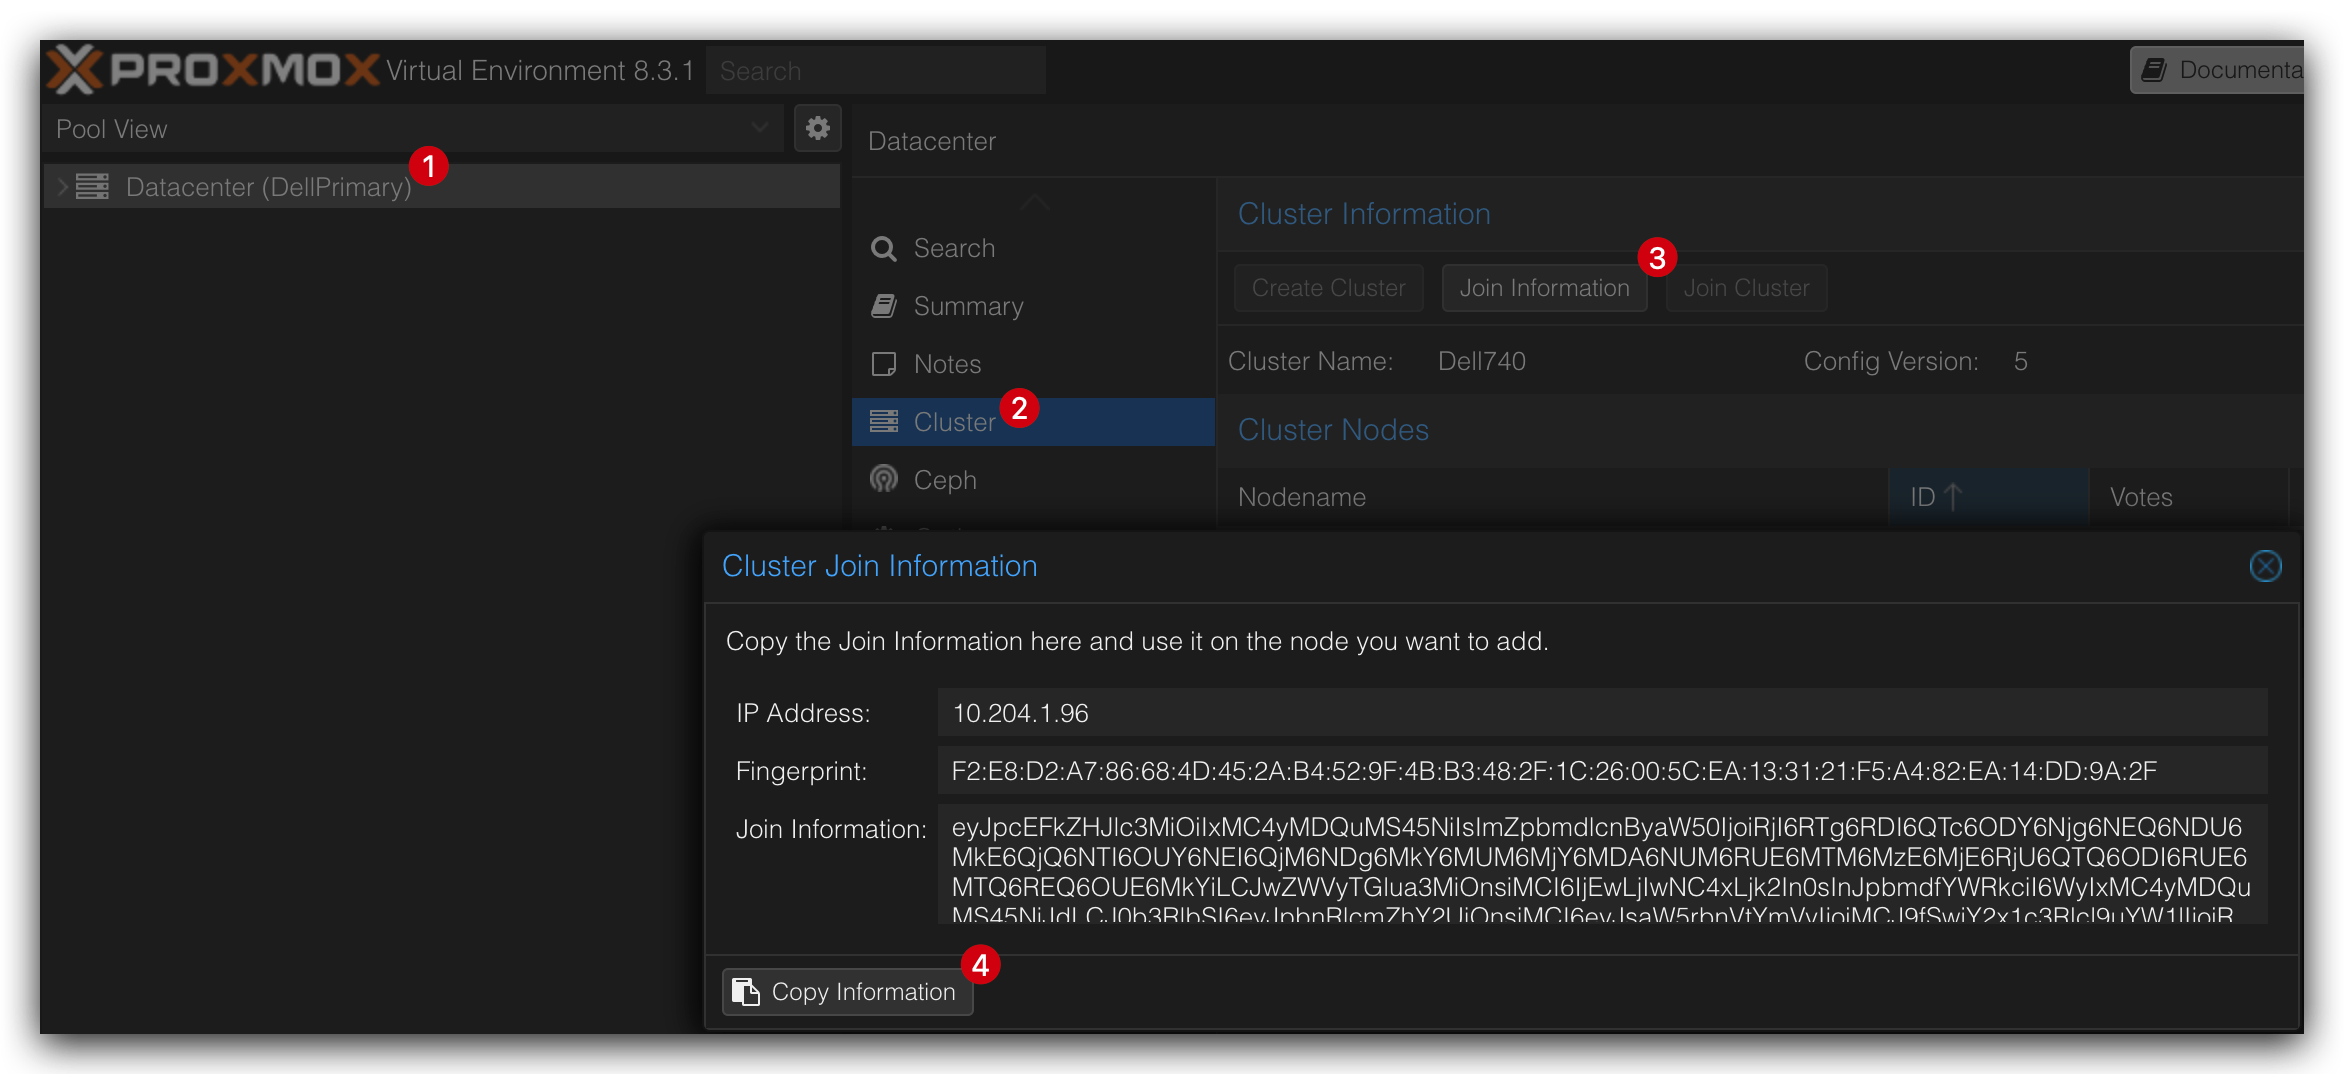 PROXMOX Virtual Environment 8.3.1 Search Documenta
Pool View
Datacenter (DellPrimary) 1
Datacenter
Search
Summary
Notes
Cluster 2
Ceph
Cluster Information
Create Cluster Join Information 3 Join Cluster
Cluster Name: Dell740 Config Version: 5
Cluster Nodes
Nodename ID Votes
Cluster Join Information
Copy the Join Information here and use it on the node you want to add.
IP Address: 10.204.1.96
Fingerprint: F2:E8:D2:A7:86:68:4D:45:2A:B4:52:9F:4B:B3:48:2F:1C:26:00:5C:EA:13:31:21:F5:A4:82:EA:14:DD:9A:2F
Join Information: eyJpcEFkZHJlc3MiOiIxMC4yMDQuMS45NiIsImZpbmdlcnByaW50IjoiRjI6RTg6RDI6QTc6ODY6Njg6NEQ6NDU6
MkE6QjQ6NTI6OUY6NEI6QjM6NDg6MkY6MUM6MjY6MDA6NUM6RUE6MTM6MzE6MjE6RjU6QTQ6ODI6RUE6
MTQ6REQ6OUE6MkYiLCJwZWVyTGlua3MiOnsiMCI6IjEwLjIwNC4xLjk2In0sInJpbmdfYWRkciI6WyIxMC4yMDQu
Copy Information 4